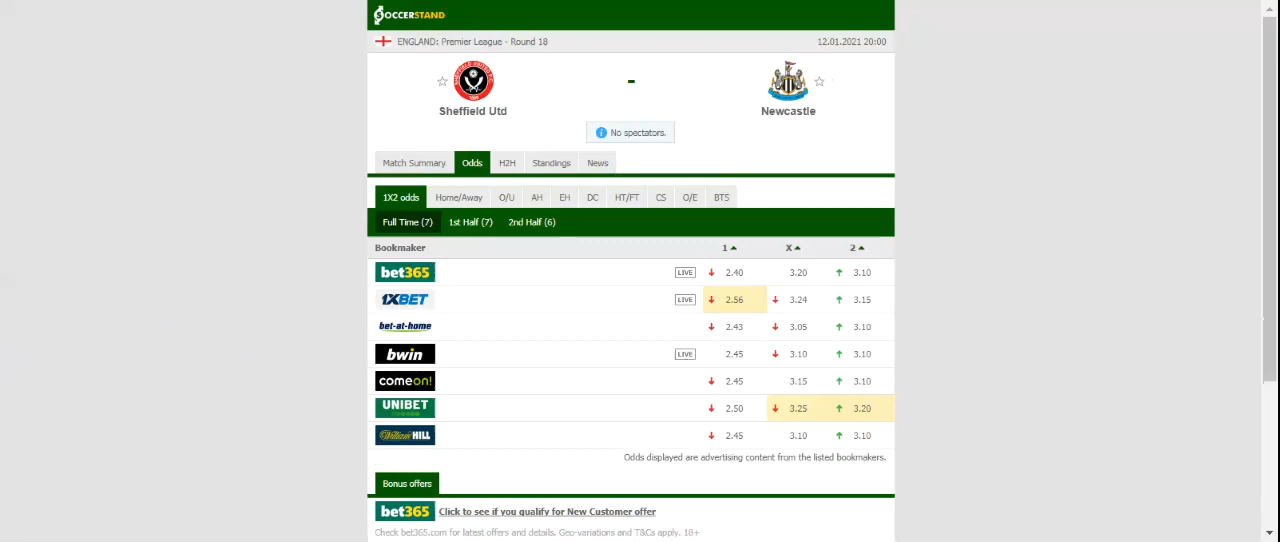 SOCCERSTAND
ENGLAND: Premier League - Round 18 12.01.2021 20:00
-
Sheffield Utd Newcastle
No spectators.
Match Summary Odds H2H Standings News
1X2 odds Home/Away O/U AH EH DC HT/FT CS O/E BTS
Full Time (7) 1st Half (7) 2nd Half (6)
Bookmaker 1 X 2
bet365 LIVE 2.40 3.20 3.10
1XBET LIVE 2.56 3.24 3.15
bet-at-home 2.43 3.05 3.10
bwin LIVE 2.45 3.10 3.10
comeon! 2.45 3.15 3.10
UNIBET 2.50 3.25 3.20
William HILL 2.45 3.10 3.10
Odds displayed are advertising content from the listed bookmakers.
Bonus offers
bet365 Click to see if you qualify for New Customer offer
Check bet365.com for latest offers and details. Geo-variations and T&Cs apply. 18+